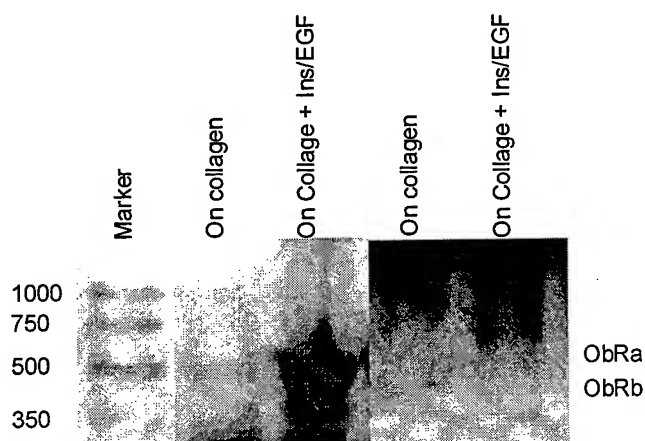 Marker
On collagen
On Collage + Ins/EGF
On collagen
On Collage + Ins/EGF
1000
750
500
350
ObRa
ObRb